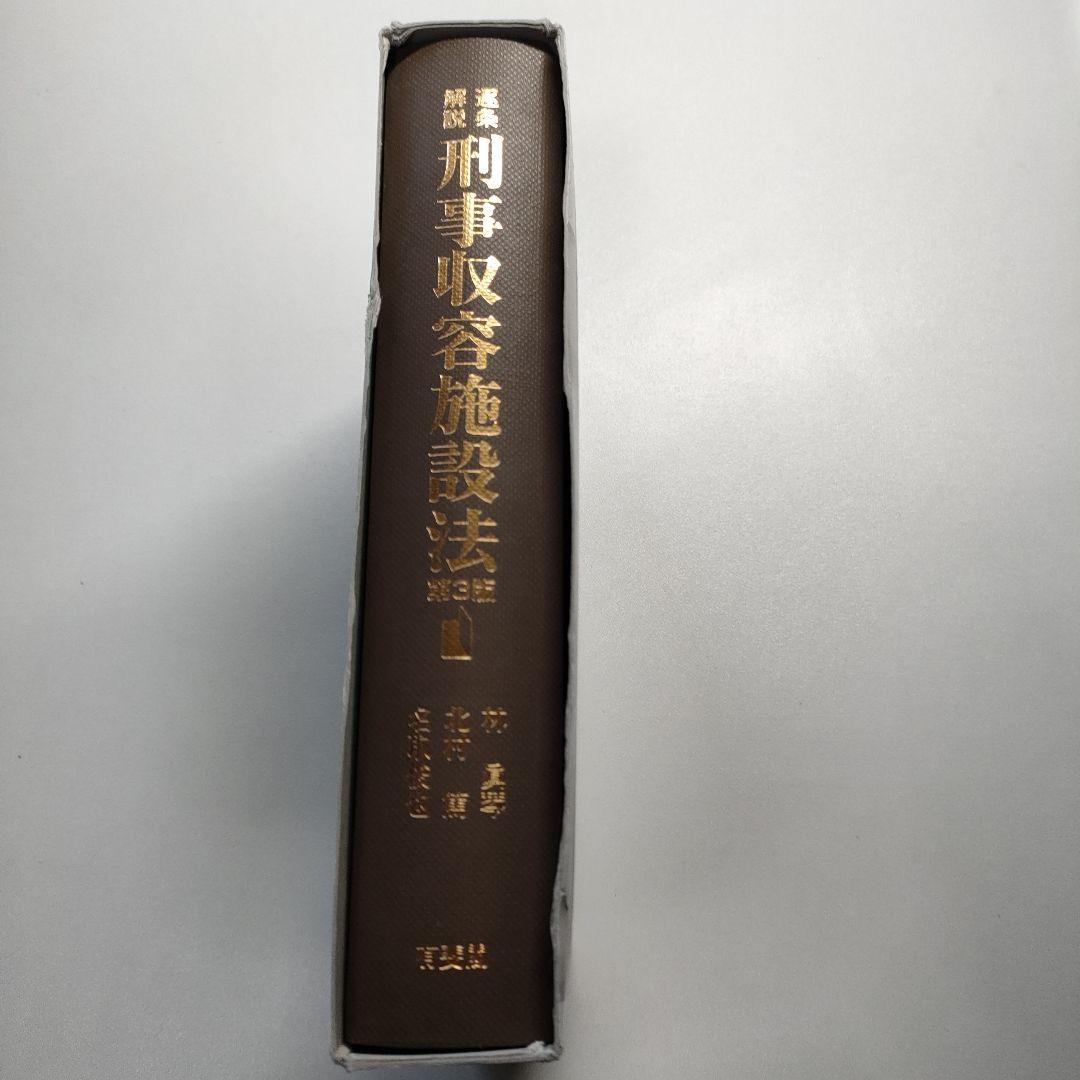 逐条
解説
刑事収容施設法
第3版
林 眞琴
北村 篤
名取俊也
有斐閣